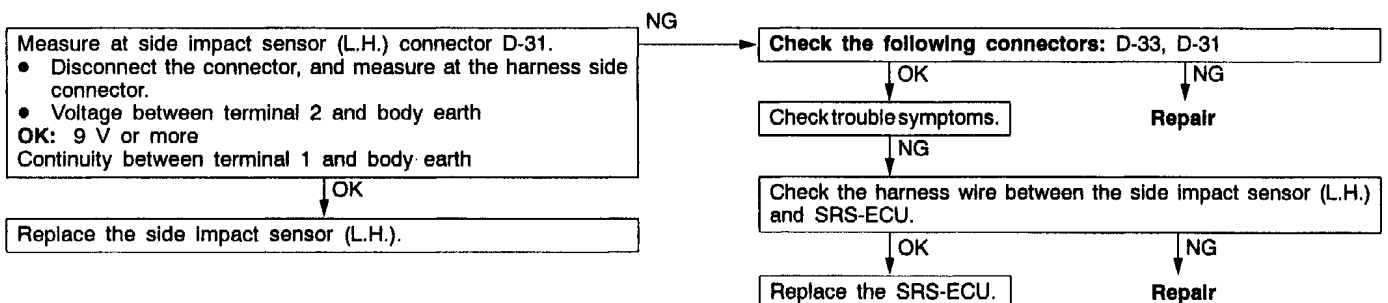 Measure at side impact sensor (L.H.) connector D-31.
● Disconnect the connector, and measure at the harness side
connector.
● Voltage between terminal 2 and body earth
OK: 9 V or more
Continuity between terminal 1 and body earth
OK
Replace the side impact sensor (L.H.).
NG
Check the following connectors: D-33, D-31
OK
NG
Check trouble symptoms.
Repair
NG
Check the harness wire between the side impact sensor (L.H.)
and SRS-ECU.
OK
NG
Replace the SRS-ECU.
Repair